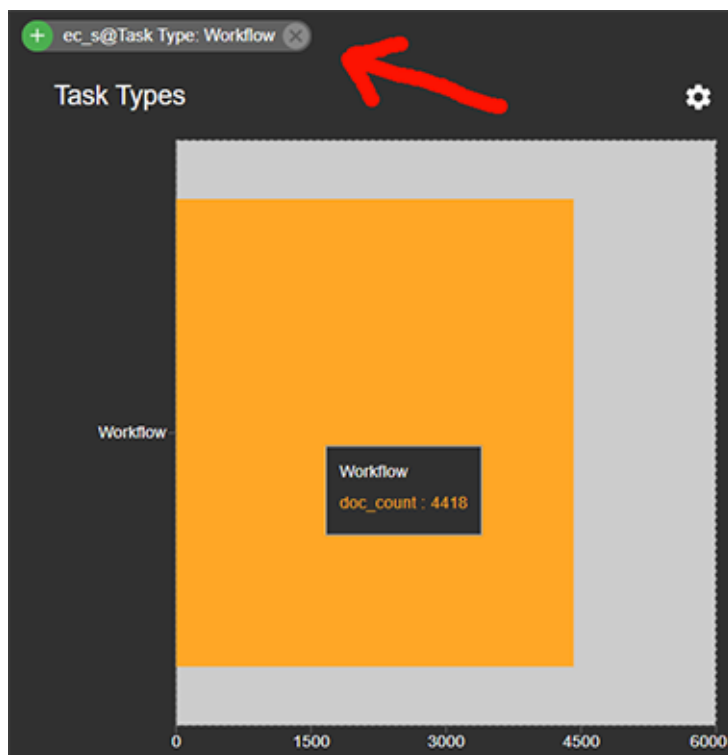 ec_s@Task Type: Workflow
Task Types
Workflow
Workflow
doc_count : 4418
0 1500 3000 4500 6000